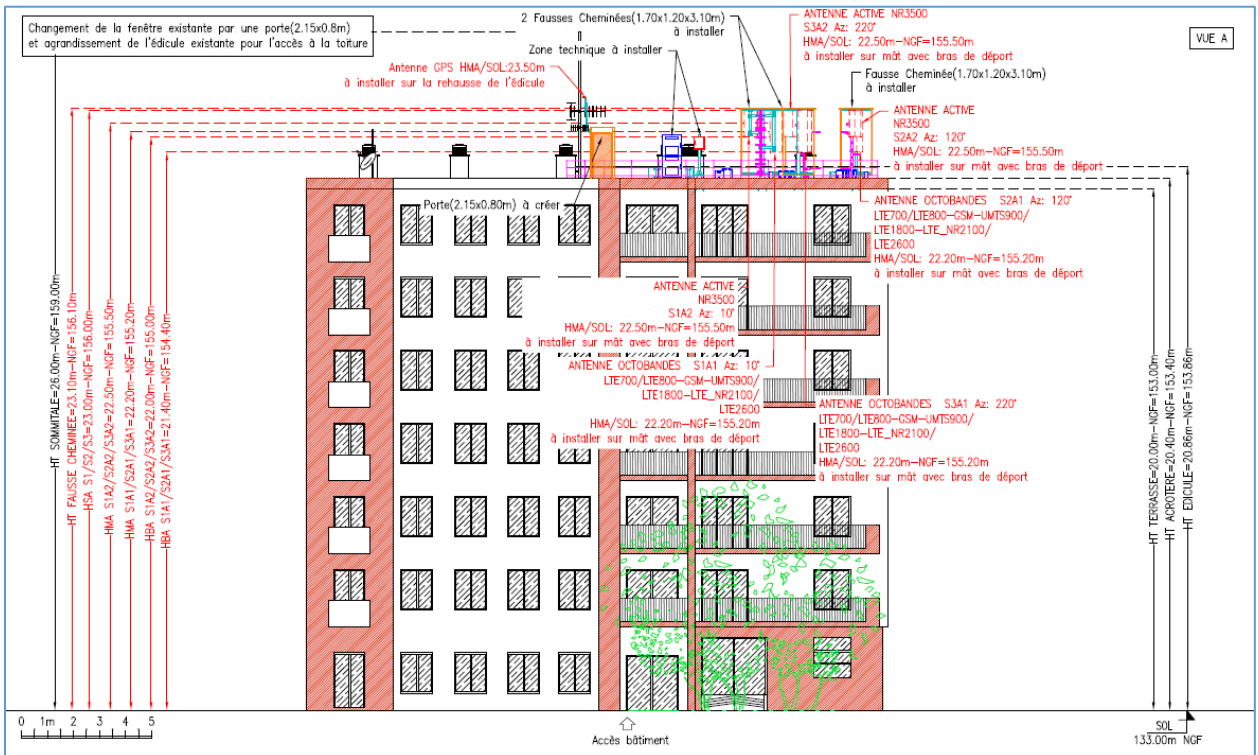 Changement de la fenêtre existante par une porte(2.15x0.8m)
et agrandissement de l'édicule existante pour l'accès à la toiture
2 Fausses Cheminées(1.70x1.20x3.10m)
à installer
Zone technique à installer
Antenne GPS HMA/SOL:23.50m
à installer sur la rehausse de l'édicule
ANTENNE ACTIVE NR3500
S3A2 Az: 220°
HMA/SOL: 22.50m-NGF=155.50m
à installer sur mât avec bras de déport
VUE A
Fausse Cheminée(1.70x1.20x3.10m)
à installer
ANTENNE ACTIVE
NR3500
S2A2 Az: 120°
HMA/SOL: 22.50m-NGF=155.50m
à installer sur mât avec bras de déport
Porte(2.15x0.80m) à créer
ANTENNE OCTOBANDES S2A1 Az: 120°
LTE700/LTE800-GSM-UMTS900/
LTE1800-LTE_NR2100/
LTE2600
HMA/SOL: 22.20m-NGF=155.20m
à installer sur mât avec bras de déport
ANTENNE ACTIVE
NR3500
S1A2 Az: 10°
HMA/SOL: 22.50m-NGF=155.50m
à installer sur mât avec bras de déport
ANTENNE OCTOBANDES S1A1 Az: 10°
LTE700/LTE800-GSM-UMTS900/
LTE1800-LTE_NR2100/
LTE2600
HMA/SOL: 22.20m-NGF=155.20m
à installer sur mât avec bras de déport
ANTENNE OCTOBANDES S3A1 Az: 220°
LTE700/LTE800-GSM-UMTS900/
LTE1800-LTE_NR2100/
LTE2600
HMA/SOL: 22.20m-NGF=155.20m
à installer sur mât avec bras de déport
HT SOMMITALE=26.00m-NGF=159.00m
HT FAUSSE CHEMINEE=23.10m-NGF=156.10m
HSA S1/S2/S3=23.00m-NGF=156.00m
HMA S1A2/S2A2/S3A2=22.50m-NGF=155.50m
HMA S1A1/S2A1/S3A1=22.20m-NGF=155.20m
HBA S1A2/S2A2/S3A2=22.00m-NGF=155.00m
HBA S1A1/S2A1/S3A1=21.40m-NGF=154.40m
HT TERRASSE=20.00m-NGF=153.00m
HT ACROTERE=20.40m-NGF=153.40m
HT EDICULE=20.86m-NGF=153.86m
0 1m 2 3 4 5
Accès bâtiment
SOL
133.00m NGF